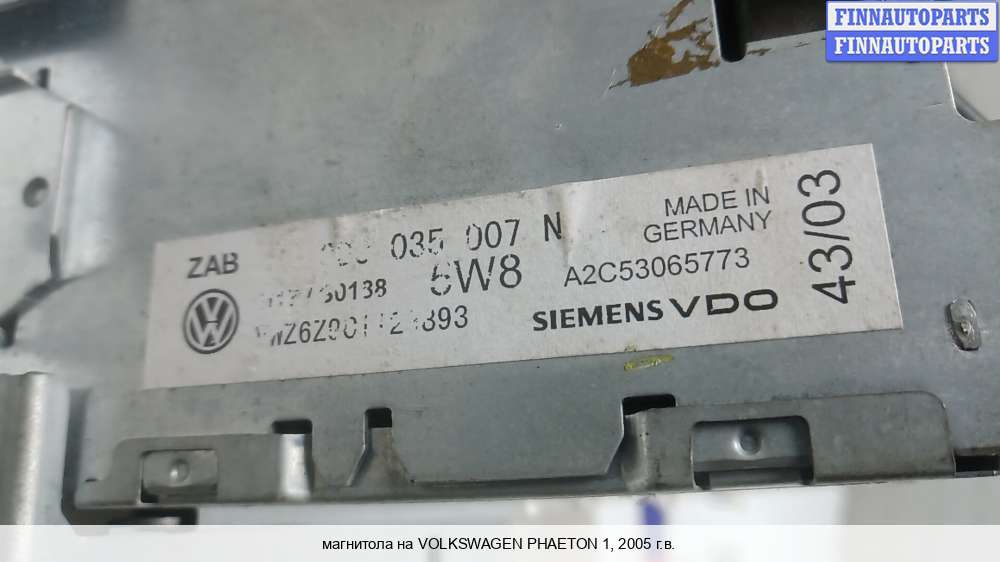 FINNAUTOPARTS
FINNAUTOPARTS
ZAB
035 007 N
MADE IN
GERMANY
43/03
6W8
A2C53065773
SIEMENS VDO
магнитола на VOLKSWAGEN PHAETON 1, 2005 г.в.